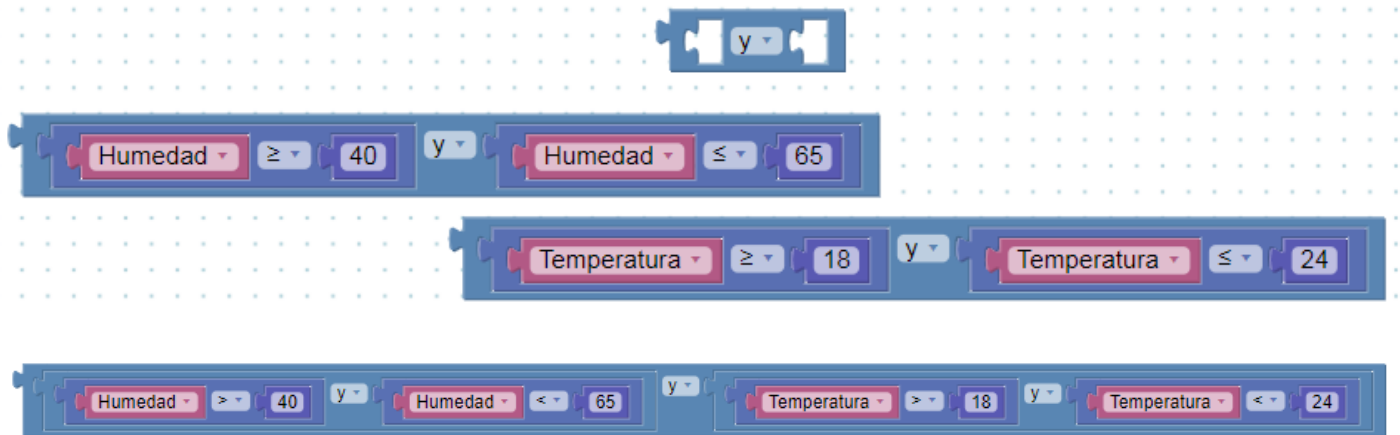 y
Humedad ≥ 40 y Humedad ≤ 65
Temperatura ≥ 18 y Temperatura ≤ 24
Humedad > 40 y Humedad < 65 y Temperatura > 18 y Temperatura < 24